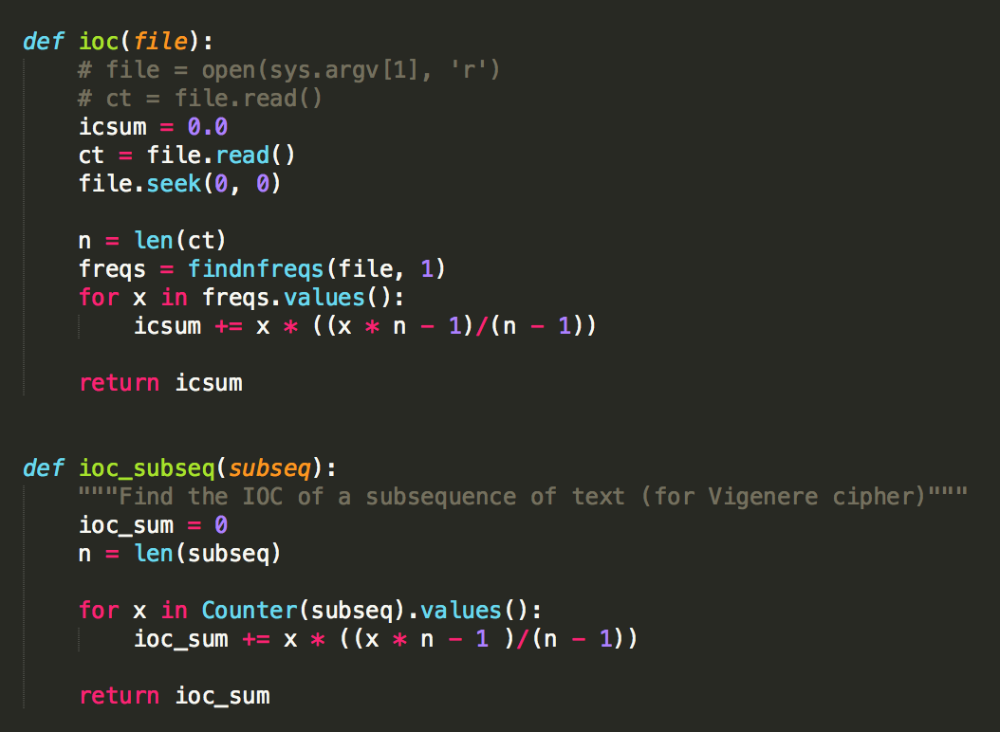 def ioc(file):
    # file = open(sys.argv[1], 'r')
    # ct = file.read()
    icsum = 0.0
    ct = file.read()
    file.seek(0, 0)
    n = len(ct)
    freqs = findnfreqs(file, 1)
    for x in freqs.values():
        icsum += x * ((x * n - 1)/(n - 1))
    return icsum
def ioc_subseq(subseq):
    """Find the IOC of a subsequence of text (for Vigenere cipher)"""
    ioc_sum = 0
    n = len(subseq)
    for x in Counter(subseq).values():
        ioc_sum += x * ((x * n - 1 )/(n - 1))
    return ioc_sum